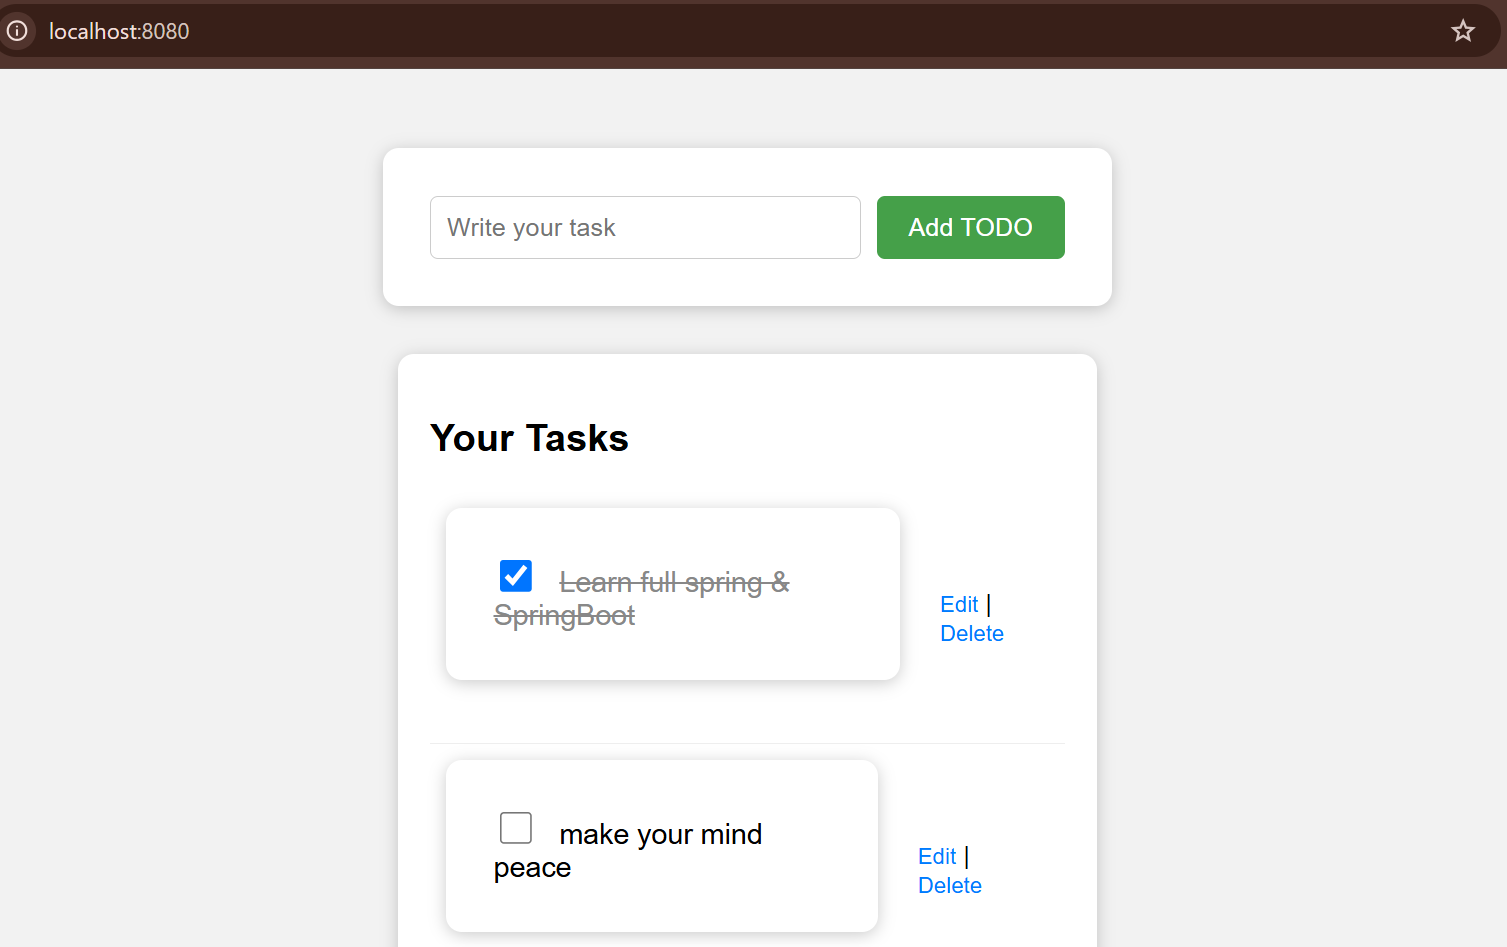 localhost:8080
Write your task
Add TODO
Your Tasks
Learn full spring &
SpringBoot
Edit |
Delete
make your mind
peace
Edit |
Delete